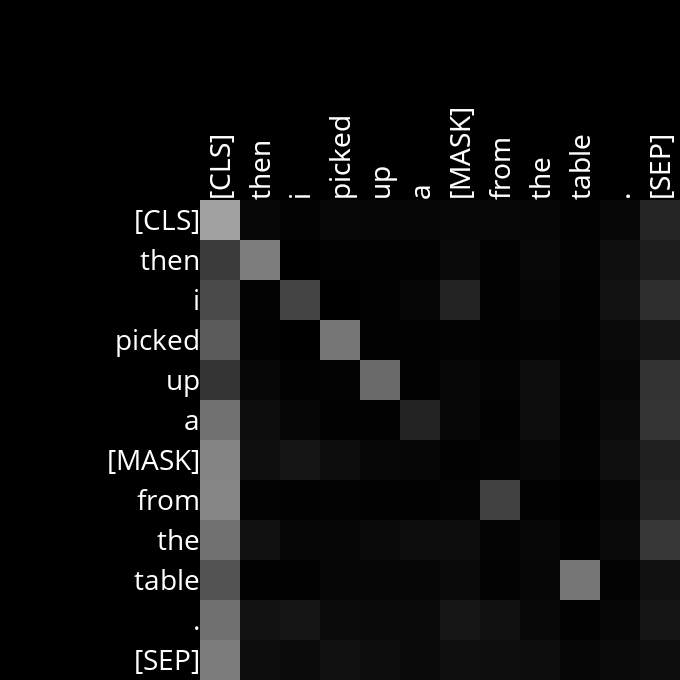 [CLS] then i picked up a [MASK] from the table . [SEP]
[CLS]
then
i
picked
up
a
[MASK]
from
the
table
.
[SEP]